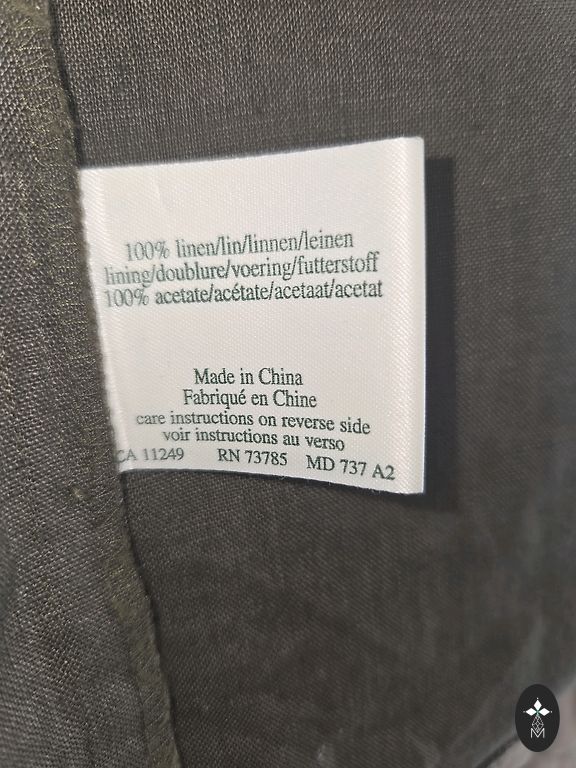 100% linen/lin/linnen/leinen
lining/doublure/voering/futterstoff
100% acetate/acétate/acetaat/acetat
Made in China
Fabriqué en Chine
care instructions on reverse side
voir instructions au verso
CA 11249 RN 73785 MD 737 A2
M